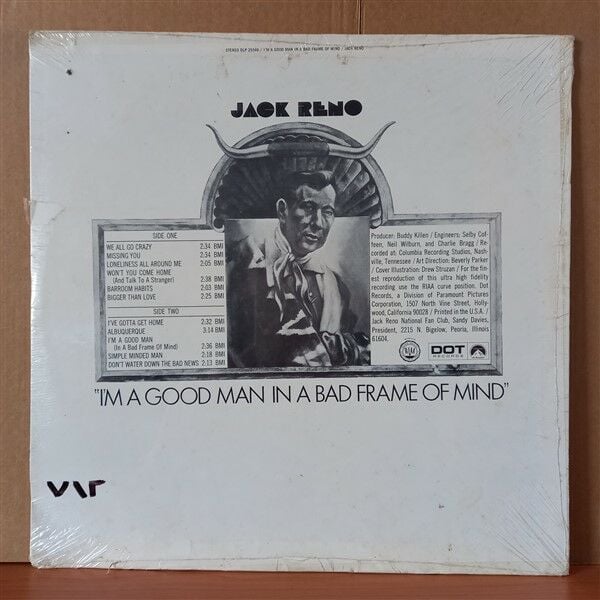 STEREO DLP 25946 / I'M A GOOD MAN IN A BAD FRAME OF MIND / JACK RENO
JACK RENO
SIDE ONE
WE ALL GO CRAZY 2.34 BMI
MISSING YOU 2.34 BMI
LONELINESS ALL AROUND ME 2:05 BMI
WON'T YOU COME HOME
(And Talk To A Stranger) 2:38 BMI
BARROOM HABITS 2:03 BMI
BIGGER THAN LOVE 2:25 BMI
SIDE TWO
I'VE GOTTA GET HOME 2:32 BMI
ALBUQUERQUE 3.14 BMI
I'M A GOOD MAN
(In A Bad Frame Of Mind) 2:36 BMI
SIMPLE MINDED MAN 2:18 BMI
DON'T WATER DOWN THE BAD NEWS 2:13 BMI
Producer: Buddy Killen / Engineers: Selby Cof-
feen, Neil Wilburn, and Charlie Bragg / Re-
corded at: Columbia Recording Studios, Nash-
ville, Tennessee / Art Direction: Beverly Parker
/ Cover Illustration: Drew Struzan / For the fin-
est reproduction of this ultra high fidelity
recording use the RIAA curve position. Dot
Records, a Division of Paramount Pictures
Corporation, 1507 North Vine Street, Holly-
wood, California 90028 / Printed in the U.S.A. /
Jack Reno National Fan Club, Sandy Davies,
President, 2215 N. Bigelow, Peoria, Illinois
61604.
DOT
RECORDS
"I'M A GOOD MAN IN A BAD FRAME OF MIND"